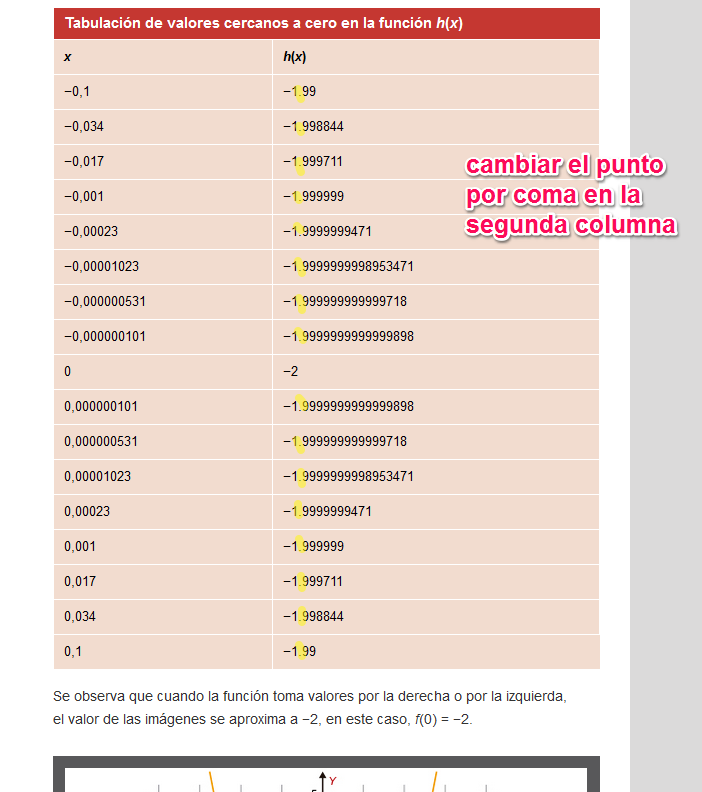 Tabulación de valores cercanos a cero en la función h(x)
x h(x)
−0,1 −1.99
−0,034 −1.998844
−0,017 −1.999711
−0,001 −1.999999
−0,00023 −1.9999999471
−0,00001023 −1.9999999998953471
−0,000000531 −1.999999999999718
−0,000000101 −1.9999999999999898
0 −2
0,000000101 −1.9999999999999898
0,000000531 −1.999999999999718
0,00001023 −1.9999999998953471
0,00023 −1.9999999471
0,001 −1.999999
0,017 −1.999711
0,034 −1.998844
0,1 −1.99
cambiar el punto
por coma en la
segunda columna
Se observa que cuando la función toma valores por la derecha o por la izquierda,
el valor de las imágenes se aproxima a −2, en este caso, f(0) = −2.
Y